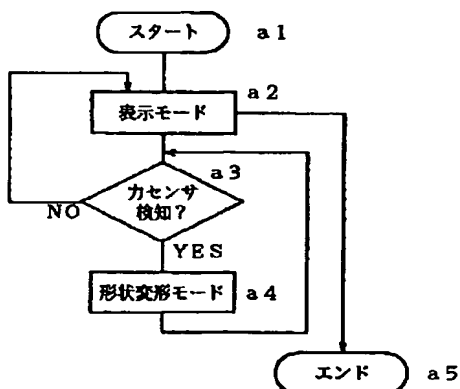 スタート ａ１
ａ２
表示モード
ａ３
力センサ
検知？
ＮＯ
ＹＥＳ
形状変形モード ａ４
エンド ａ５